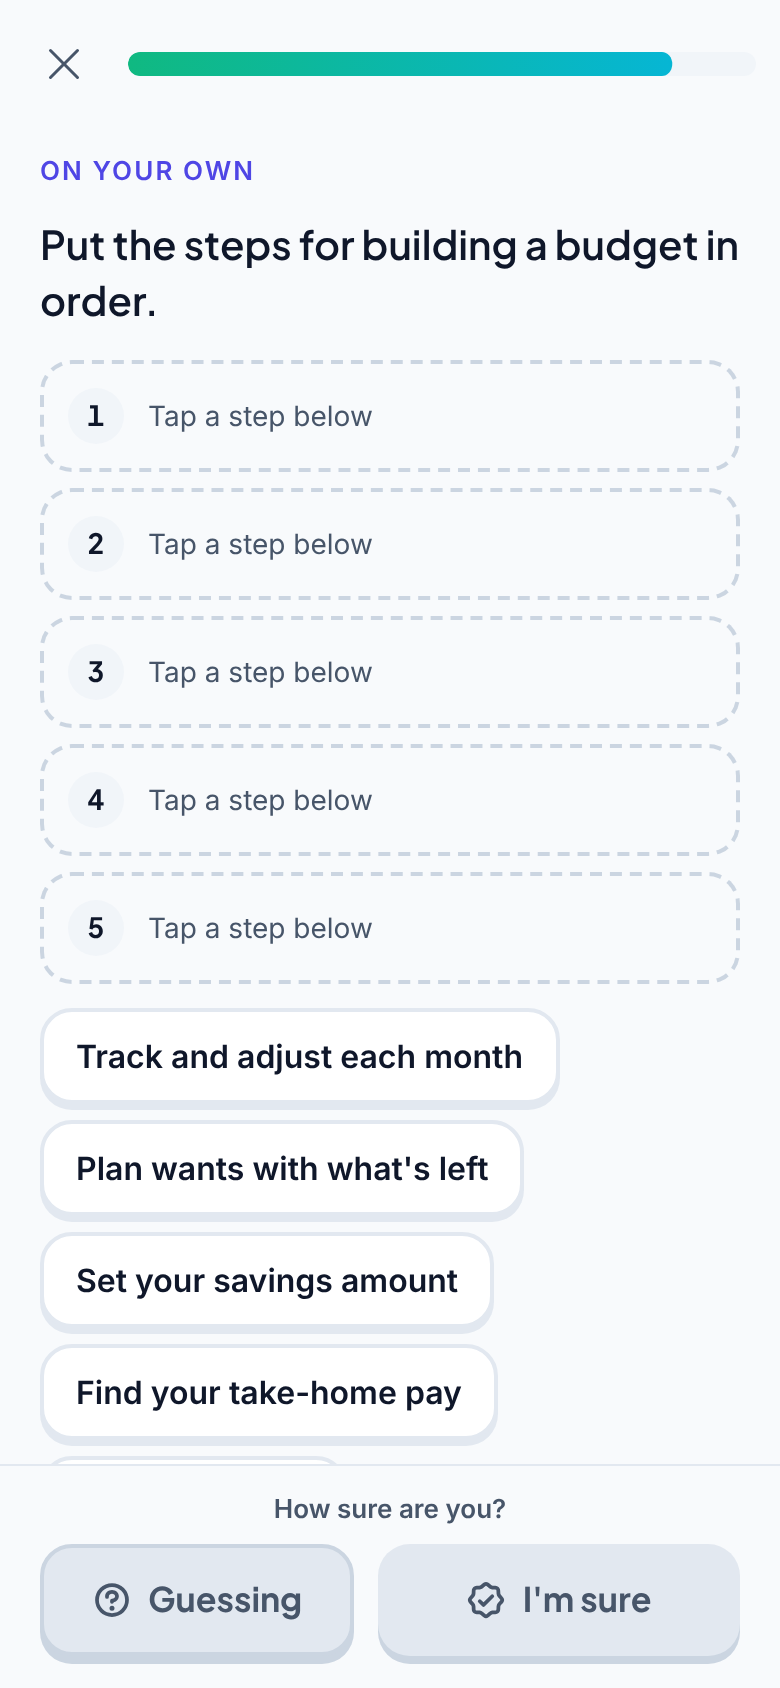 ON YOUR OWN
Put the steps for building a budget in
order.
1 Tap a step below
2 Tap a step below
3 Tap a step below
4 Tap a step below
5 Tap a step below
Track and adjust each month
Plan wants with what's left
Set your savings amount
Find your take-home pay
How sure are you?
Guessing I'm sure